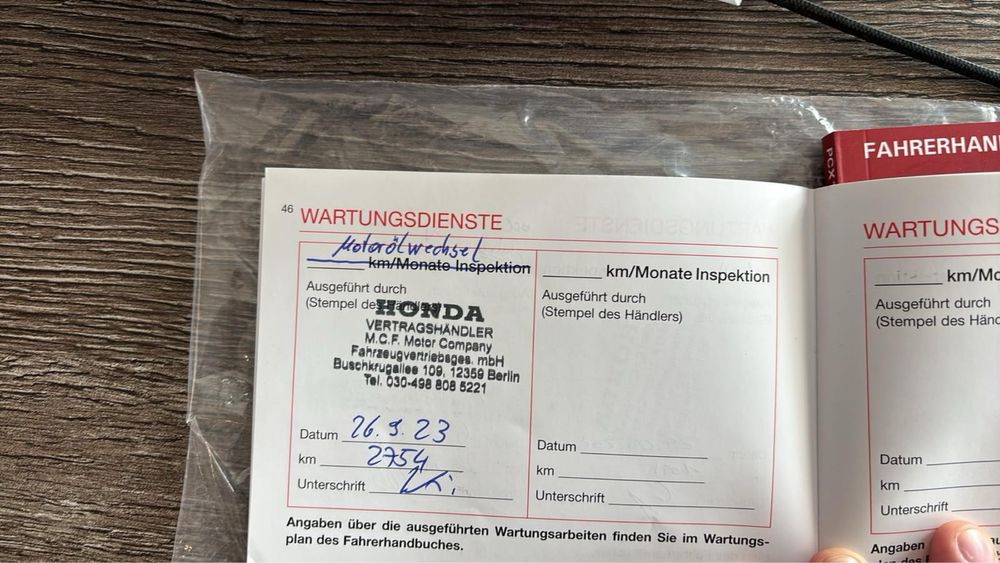 PCX
FAHRERHAN
46
WARTUNGSDIENSTE
Motorölwechsel
km/Monate Inspektion
Ausgeführt durch
(Stempel des Händlers)
HONDA
VERTRAGSHÄNDLER
M.C.F. Motor Company
Fahrzeugvertriebsges. mbH
Buschkrugallee 109, 12359 Berlin
Tel. 030-498 808 5221
Datum 26.9.23
km 2754
Unterschrift
km/Monate Inspektion
Ausgeführt durch
(Stempel des Händlers)
Datum
km
Unterschrift
Angaben über die ausgeführten Wartungsarbeiten finden Sie im Wartungs-
plan des Fahrerhandbuches.
WARTUNGS
km/Mo
Ausgeführt durch
(Stempel des Händ
Datum
km
Unterschrift
Angaben